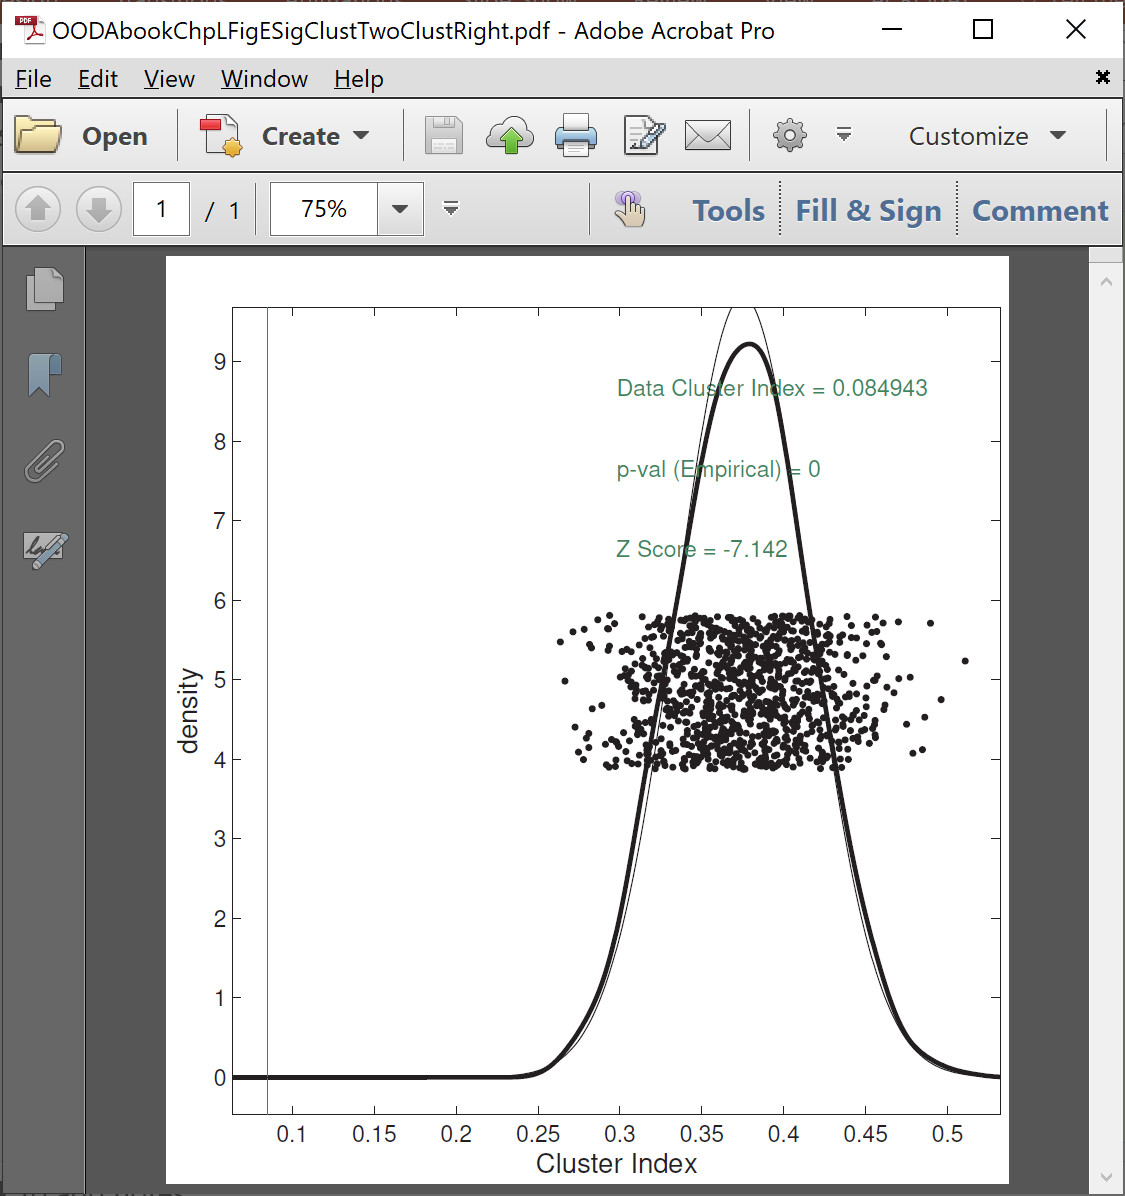 OODAbookChpLFigESigClustTwoClustRight.pdf - Adobe Acrobat Pro
File Edit View Window Help
Open Create Customize
1 / 1 75% Tools Fill & Sign Comment
Data Cluster Index = 0.084943
p-val (Empirical) = 0
Z Score = -7.142
density
9
8
7
6
5
4
3
2
1
0
0.1 0.15 0.2 0.25 0.3 0.35 0.4 0.45 0.5
Cluster Index